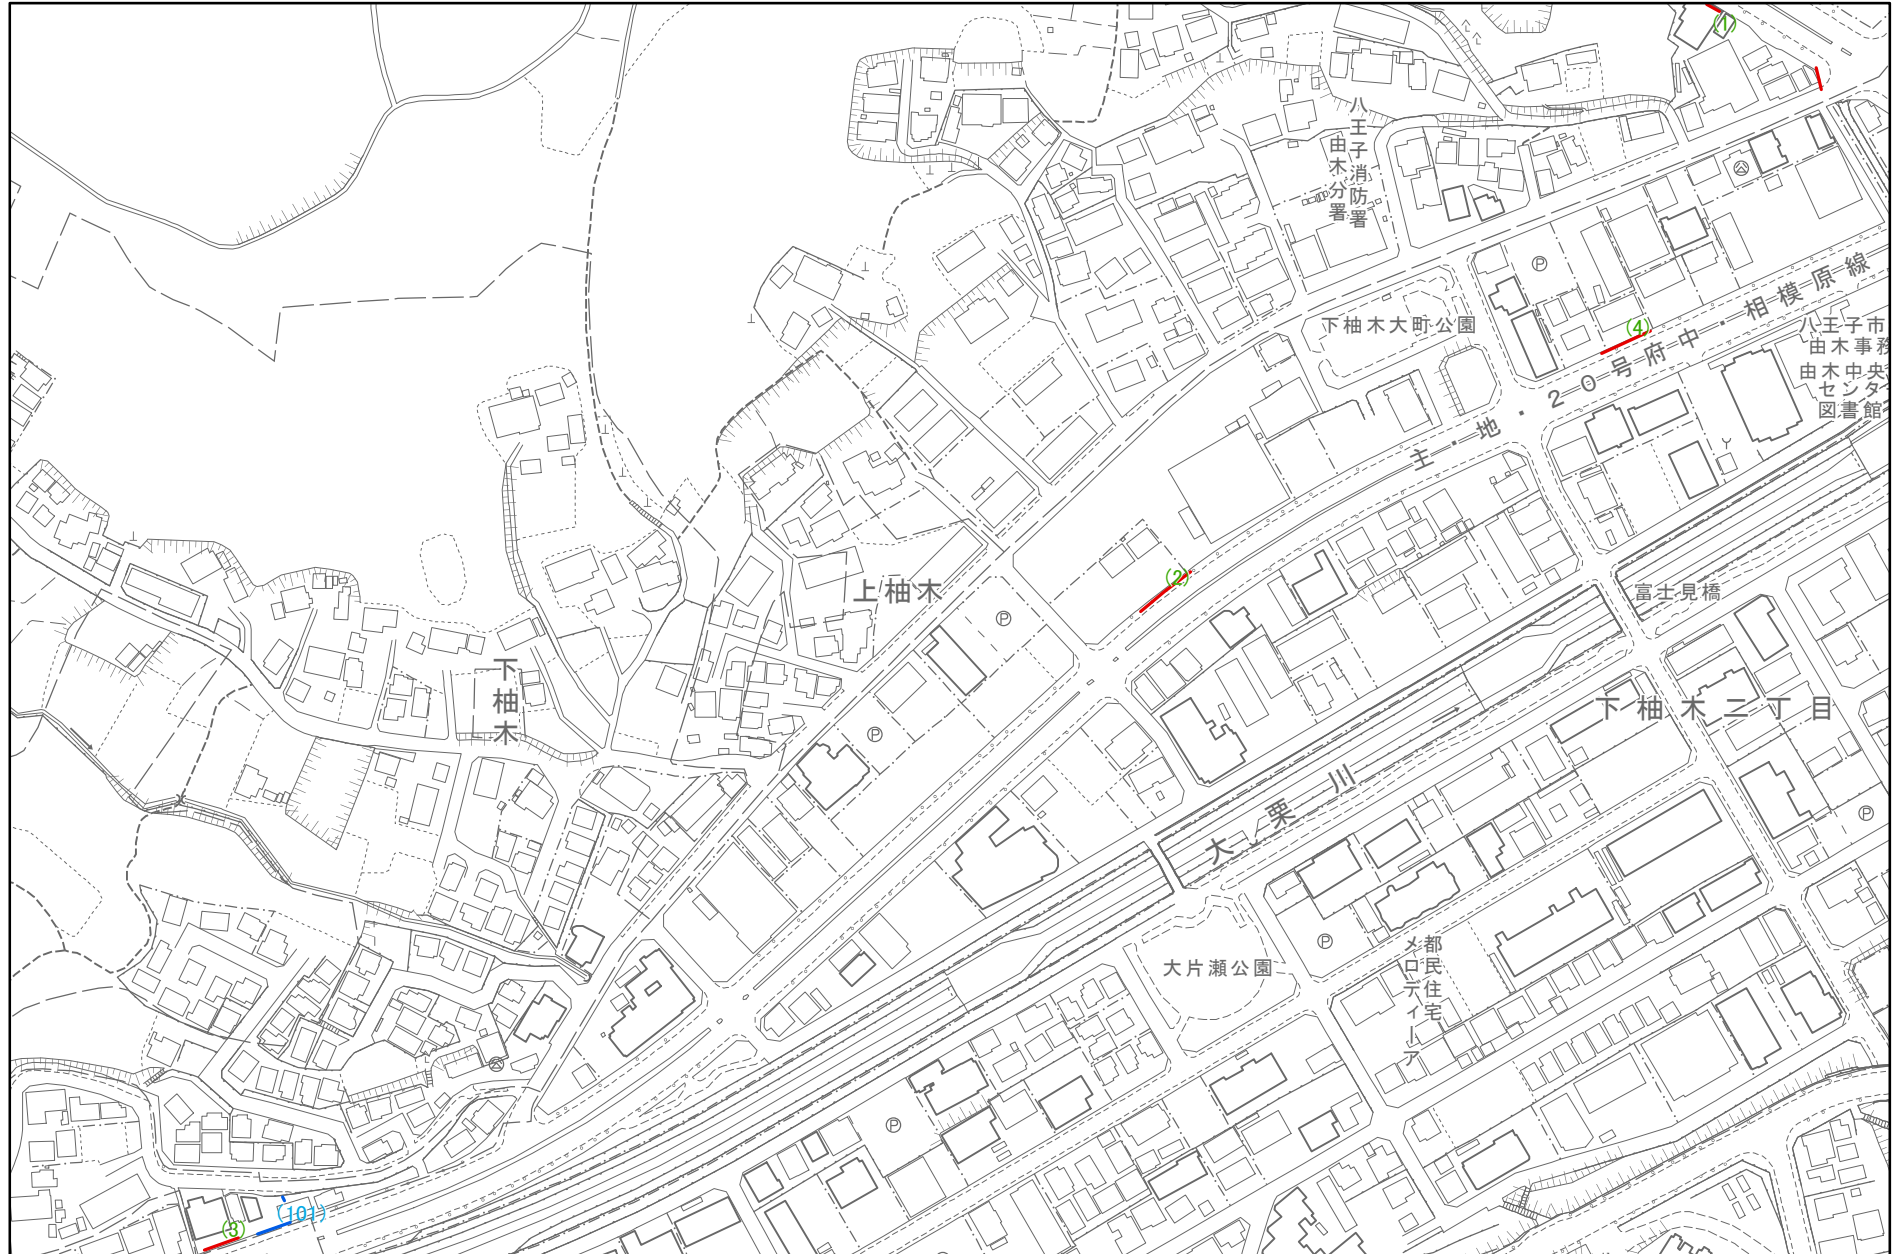 (1)
八王子消防署
由木分署
主・地・20号府中・相模原線
下柚木大町公園
(4)
八王子市
由木事務
由木中央
センター
図書館
(2)
富士見橋
上柚木
下柚木
下柚木二丁目
大栗川
大片瀬公園
都民住宅
メロディーア
(3)
(101)
Ⓟ
Ⓟ
Ⓟ
Ⓟ
Ⓟ
Ⓟ